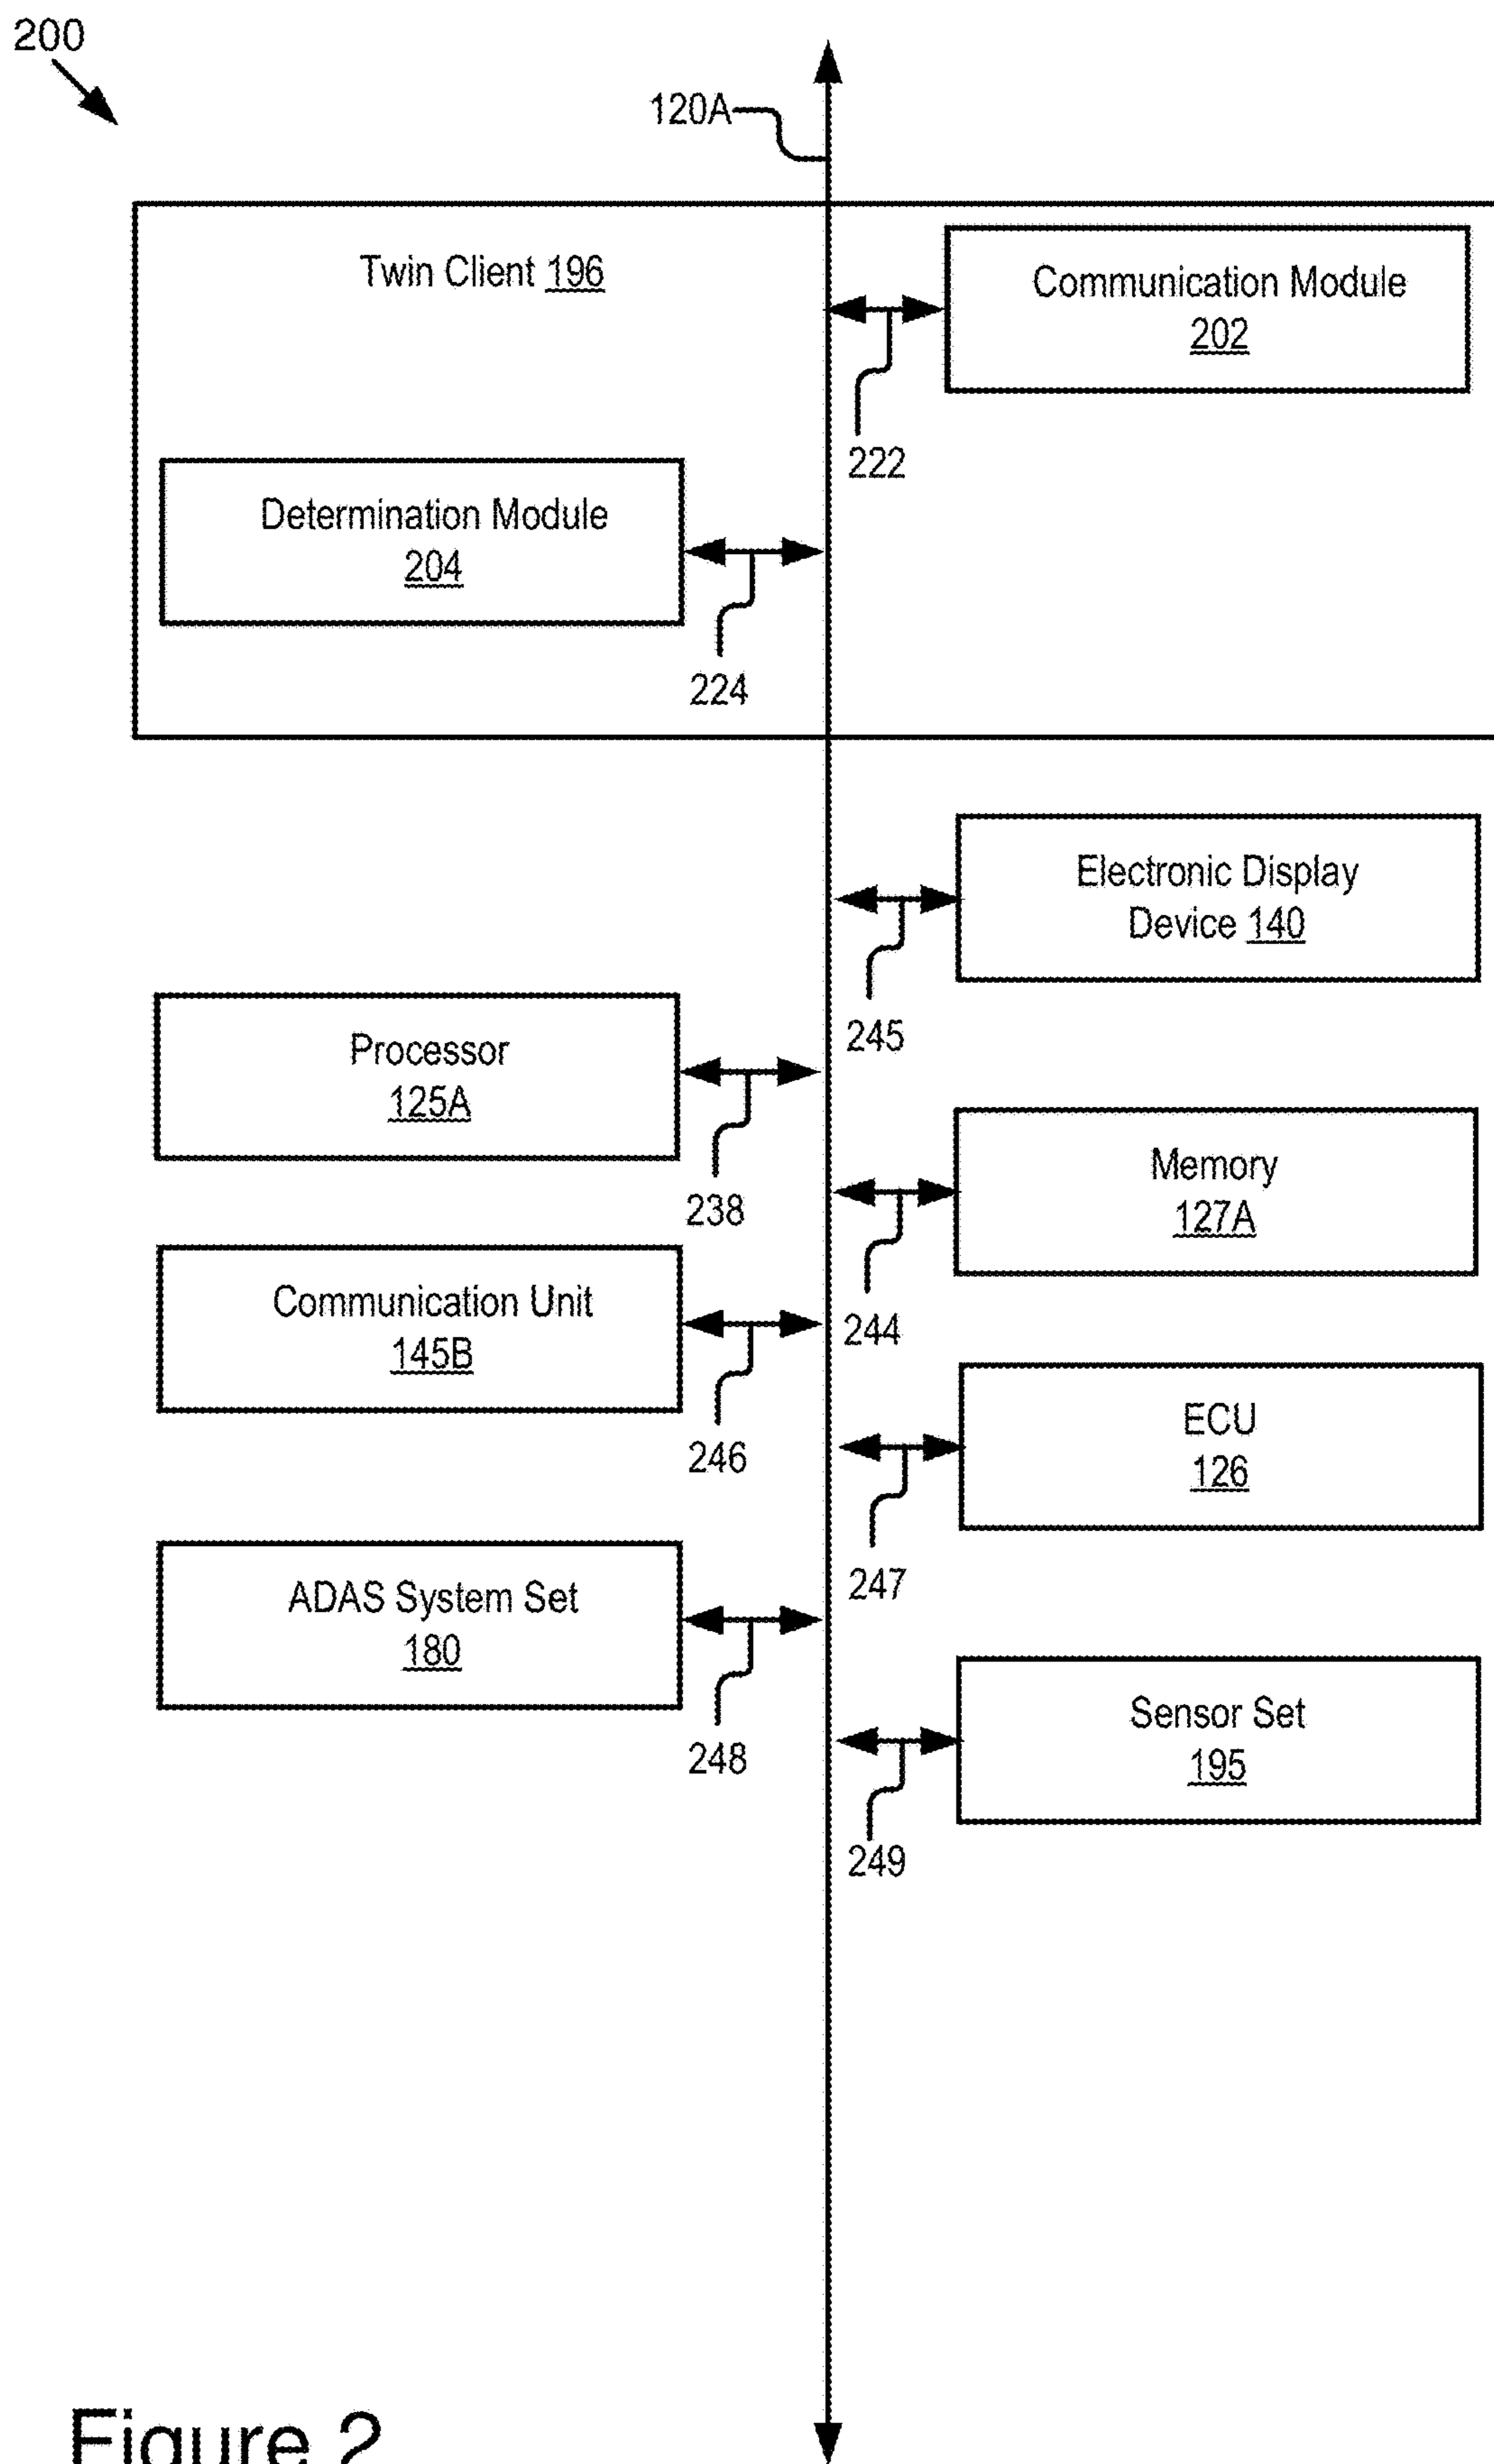 200
120A
Twin Client 196
Communication Module
202
222
Determination Module
204
224
Electronic Display
Device 140
245
Processor
125A
238
Memory
127A
244
Communication Unit
145B
246
ECU
126
247
ADAS System Set
180
248
Sensor Set
195
249
Figure 2